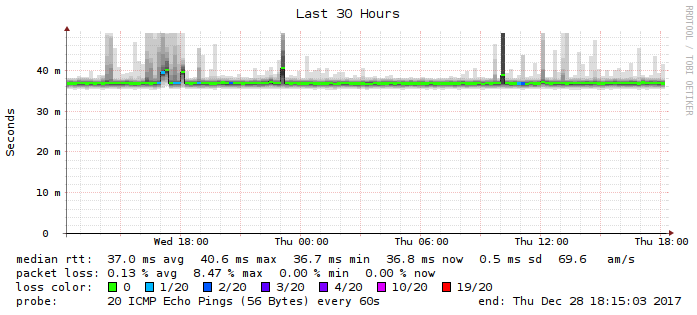 Last 30 Hours
RRDTOOL / TOBI OETIKER
Seconds
40 m
30 m
20 m
10 m
0
Wed 18:00 Thu 00:00 Thu 06:00 Thu 12:00 Thu 18:00
median rtt: 37.0 ms avg 40.6 ms max 36.7 ms min 36.8 ms now 0.5 ms sd 69.6 am/s
packet loss: 0.13 % avg 8.47 % max 0.00 % min 0.00 % now
loss color: 0 1/20 2/20 3/20 4/20 10/20 19/20
probe: 20 ICMP Echo Pings (56 Bytes) every 60s end: Thu Dec 28 18:15:03 2017